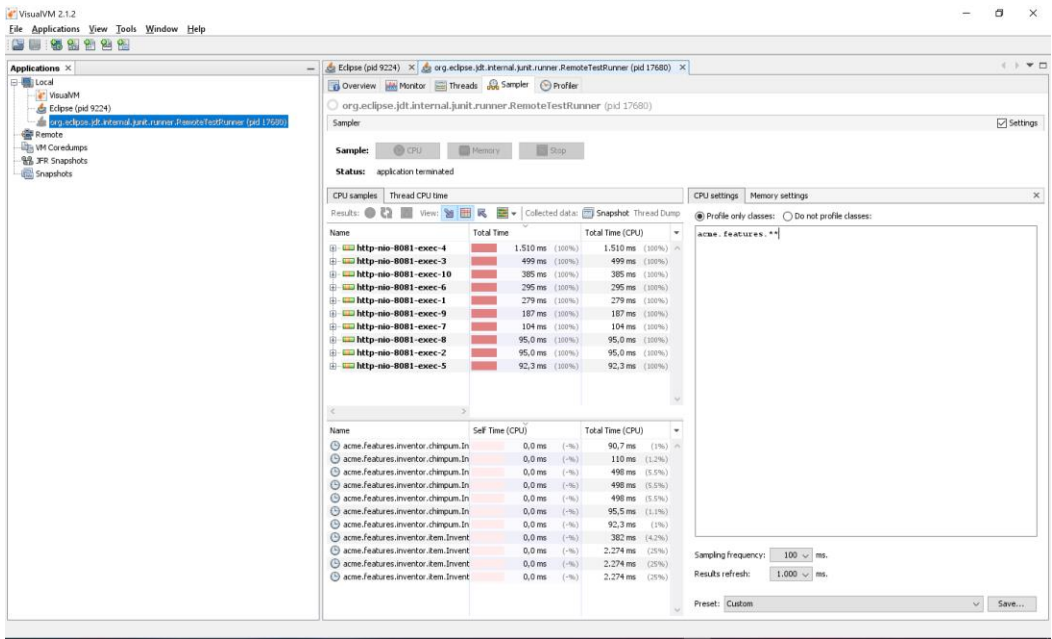 VisualVM 2.1.2
File Applications View Tools Window Help
Applications
Local
VisualVM
Eclipse (pid 9224)
org.eclipse.jdt.internal.junit.runner.RemoteTestRunner (pid 17680)
Remote
VM Coredumps
JFR Snapshots
Snapshots
Eclipse (pid 9224) org.eclipse.jdt.internal.junit.runner.RemoteTestRunner (pid 17680)
Overview Monitor Threads Sampler Profiler
org.eclipse.jdt.internal.junit.runner.RemoteTestRunner (pid 17680)
Sampler Settings
Sample: CPU Memory Stop
Status: application terminated
CPU samples Thread CPU time
Results: View: Collected data: Snapshot Thread Dump
Name Total Time Total Time (CPU)
http-nio-8081-exec-4 1.510 ms (100%) 1.510 ms (100%)
http-nio-8081-exec-3 499 ms (100%) 499 ms (100%)
http-nio-8081-exec-10 385 ms (100%) 385 ms (100%)
http-nio-8081-exec-6 295 ms (100%) 295 ms (100%)
http-nio-8081-exec-1 279 ms (100%) 279 ms (100%)
http-nio-8081-exec-9 187 ms (100%) 187 ms (100%)
http-nio-8081-exec-7 104 ms (100%) 104 ms (100%)
http-nio-8081-exec-8 95,0 ms (100%) 95,0 ms (100%)
http-nio-8081-exec-2 95,0 ms (100%) 95,0 ms (100%)
http-nio-8081-exec-5 92,3 ms (100%) 92,3 ms (100%)
Name Self Time (CPU) Total Time (CPU)
acme.features.inventor.chimpum.In 0,0 ms (-%) 90,7 ms (1%)
acme.features.inventor.chimpum.In 0,0 ms (-%) 110 ms (1.2%)
acme.features.inventor.chimpum.In 0,0 ms (-%) 498 ms (5.5%)
acme.features.inventor.chimpum.In 0,0 ms (-%) 498 ms (5.5%)
acme.features.inventor.chimpum.In 0,0 ms (-%) 498 ms (5.5%)
acme.features.inventor.chimpum.In 0,0 ms (-%) 95,5 ms (1.1%)
acme.features.inventor.chimpum.In 0,0 ms (-%) 92,3 ms (1%)
acme.features.inventor.item.Invent 0,0 ms (-%) 382 ms (4,2%)
acme.features.inventor.item.Invent 0,0 ms (-%) 2.274 ms (25%)
acme.features.inventor.item.Invent 0,0 ms (-%) 2.274 ms (25%)
acme.features.inventor.item.Invent 0,0 ms (-%) 2.274 ms (25%)
CPU settings Memory settings
Profile only classes: Do not profile classes:
acme.features.**
Sampling frequency: 100 ms.
Results refresh: 1.000 ms.
Preset: Custom Save...